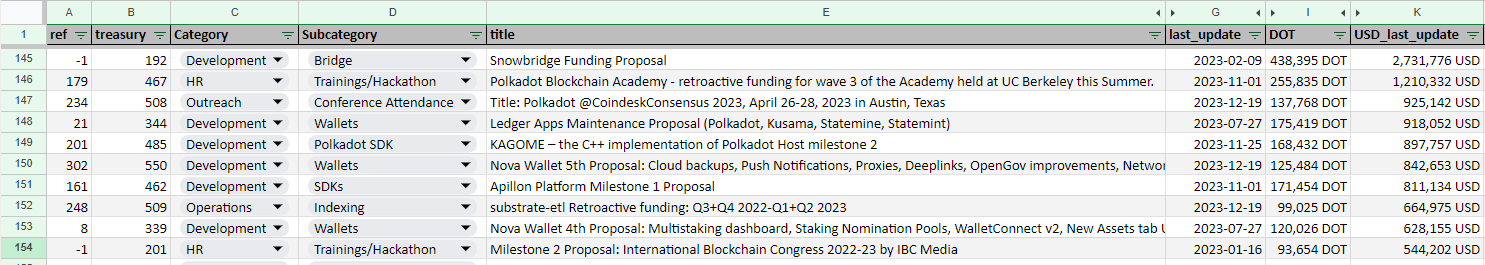 A B C D E G I K
1 ref treasury Category Subcategory title last_update DOT USD_last_update
145 -1 192 Development Bridge Snowbridge Funding Proposal 2023-02-09 438,395 DOT 2,731,776 USD
146 179 467 HR Trainings/Hackathon Polkadot Blockchain Academy - retroactive funding for wave 3 of the Academy held at UC Berkeley this Summer. 2023-11-01 255,835 DOT 1,210,332 USD
147 234 508 Outreach Conference Attendance Title: Polkadot @CoindeskConsensus 2023, April 26-28, 2023 in Austin, Texas 2023-12-19 137,768 DOT 925,142 USD
148 21 344 Development Wallets Ledger Apps Maintenance Proposal (Polkadot, Kusama, Statemine, Statemint) 2023-07-27 175,419 DOT 918,052 USD
149 201 485 Development Polkadot SDK KAGOME – the C++ implementation of Polkadot Host milestone 2 2023-11-25 168,432 DOT 897,757 USD
150 302 550 Development Wallets Nova Wallet 5th Proposal: Cloud backups, Push Notifications, Proxies, Deeplinks, OpenGov improvements, Networ 2023-12-19 125,484 DOT 842,653 USD
151 161 462 Development SDKs Apillon Platform Milestone 1 Proposal 2023-11-01 171,454 DOT 811,134 USD
152 248 509 Operations Indexing substrate-etl Retroactive funding: Q3+Q4 2022-Q1+Q2 2023 2023-12-19 99,025 DOT 664,975 USD
153 8 339 Development Wallets Nova Wallet 4th Proposal: Multistaking dashboard, Staking Nomination Pools, WalletConnect v2, New Assets tab 2023-07-27 120,026 DOT 628,155 USD
154 -1 201 HR Trainings/Hackathon Milestone 2 Proposal: International Blockchain Congress 2022-23 by IBC Media 2023-01-16 93,654 DOT 544,202 USD